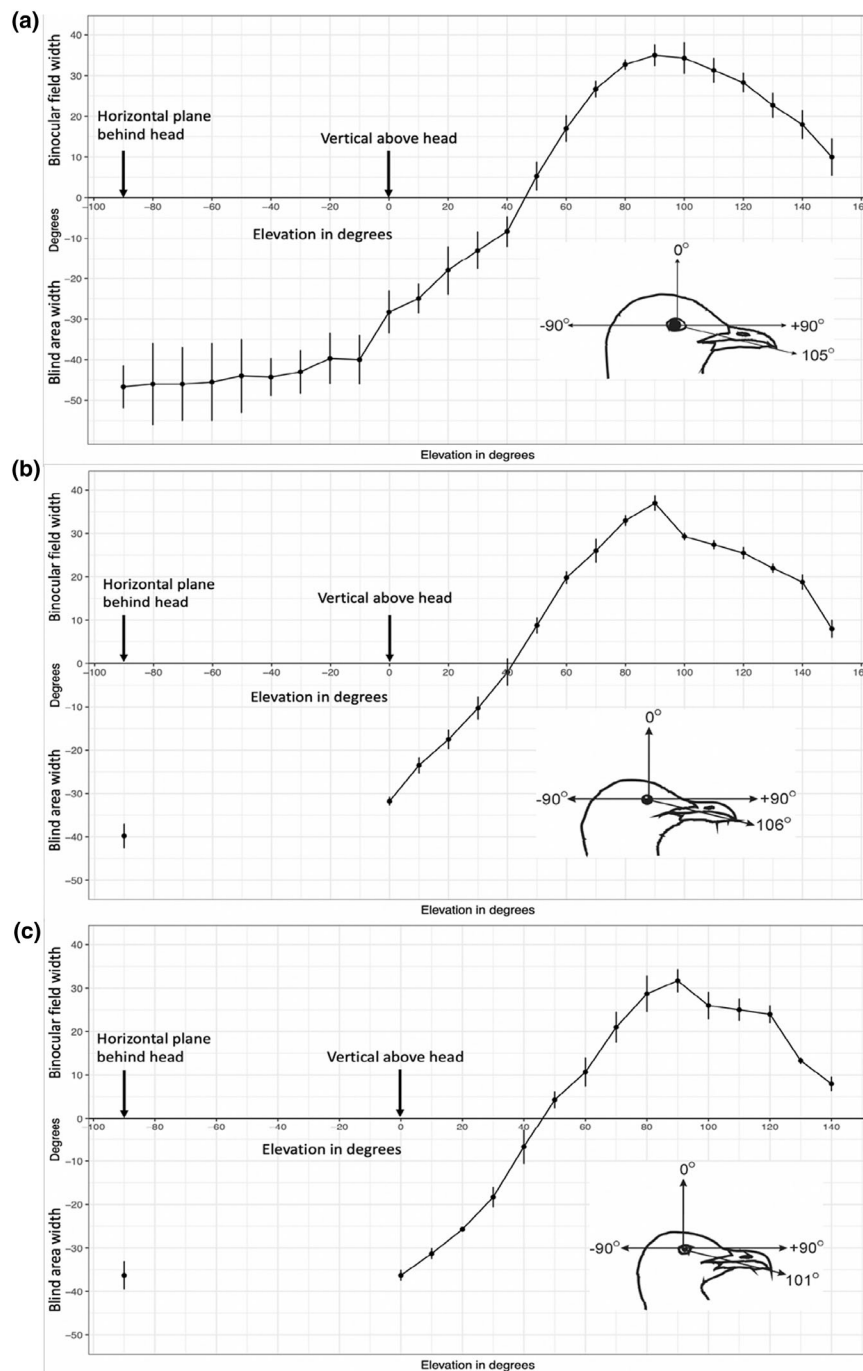 (a)
Binocular field width
Degrees
Blind area width
40
30
20
10
0
−10
−20
−30
−40
−50
Horizontal plane
behind head
Vertical above head
−100 −80 −60 −40 −20 0 20 40 60 80 100 120 140 160
Elevation in degrees
0°
-90°
+90°
105°
Elevation in degrees
(b)
Binocular field width
Degrees
Blind area width
40
30
20
10
0
−10
−20
−30
−40
−50
Horizontal plane
behind head
Vertical above head
−100 −80 −60 −40 −20 0 20 40 60 80 100 120 140 160
Elevation in degrees
0°
-90°
+90°
106°
Elevation in degrees
(c)
Binocular field width
Degrees
Blind area width
40
30
20
10
0
−10
−20
−30
−40
−50
Horizontal plane
behind head
Vertical above head
−100 −80 −60 −40 −20 0 20 40 60 80 100 120 140
Elevation in degrees
0°
-90°
+90°
101°
Elevation in degrees